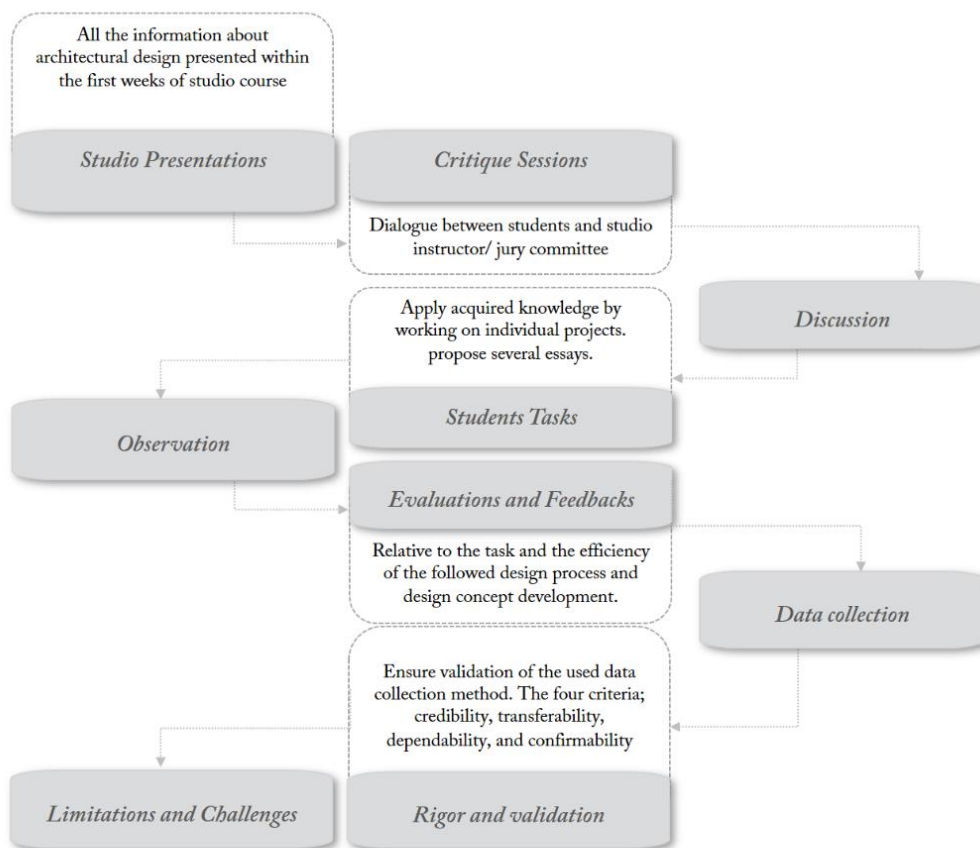 All the information about
architectural design presented within
the first weeks of studio course
Studio Presentations
Critique Sessions
Dialogue between students and studio
instructor/ jury committee
Discussion
Apply acquired knowledge by
working on individual projects.
propose several essays.
Students Tasks
Observation
Evaluations and Feedbacks
Relative to the task and the efficiency
of the followed design process and
design concept development.
Data collection
Ensure validation of the used data
collection method. The four criteria;
credibility, transferability,
dependability, and confirmability
Rigor and validation
Limitations and Challenges